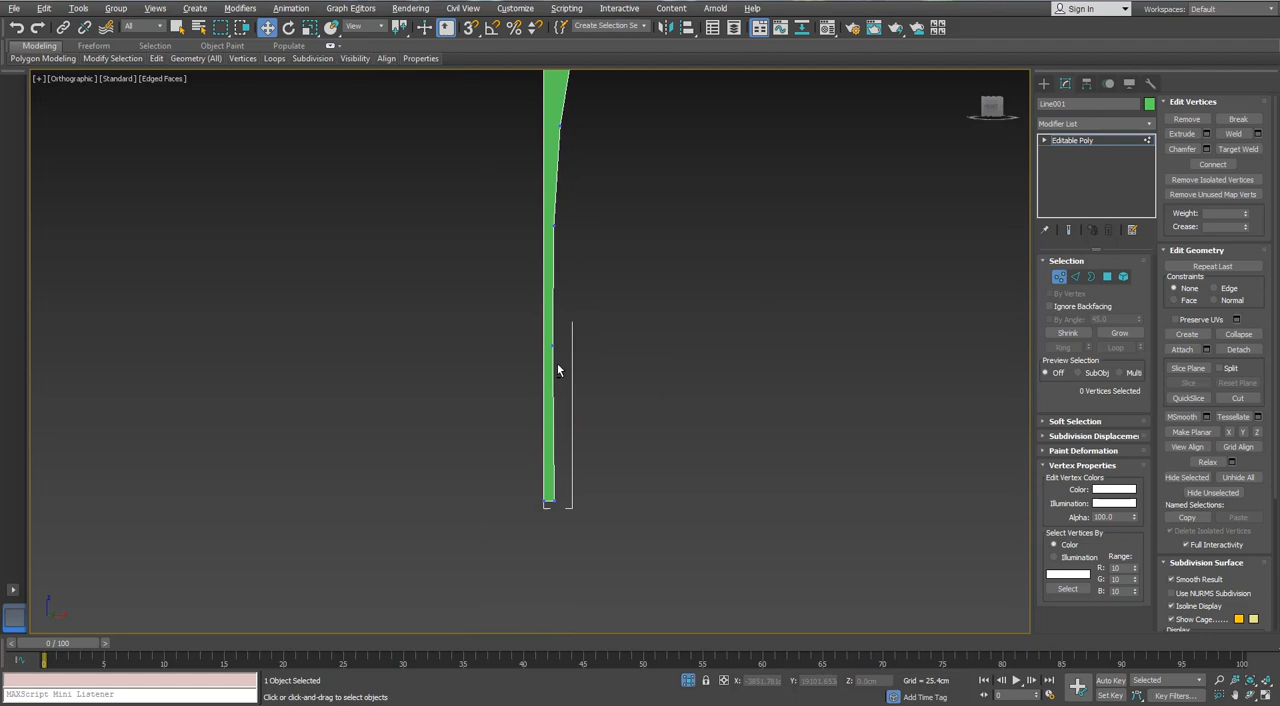 File Edit Tools Group Views Create Modifiers Animation Graph Editors Rendering Civil View Customize Scripting Interactive Content Arnold Help Sign In Workspaces: Default
All View Create Selection Se
Modeling Freeform Selection Object Paint Populate
Polygon Modeling Modify Selection Edit Geometry (All) Vertices Loops Subdivision Visibility Align Properties
[+] [Orthographic] [Standard] [Edged Faces]
Line001
Modifier List
Editable Poly
Selection
By Vertex
Ignore Backfacing
By Angle: 45.0
Shrink Grow
Ring Loop
Preview Selection
Off SubObj Multi
0 Vertices Selected
Soft Selection
Subdivision Displacemen
Paint Deformation
Vertex Properties
Edit Vertex Colors
Color:
Illumination:
Alpha: 100.0
Select Vertices By
Color
Illumination
Range:
R: 10
G: 10
B: 10
Select
Edit Vertices
Remove Break
Extrude Weld
Chamfer Target Weld
Connect
Remove Isolated Vertices
Remove Unused Map Verts
Weight:
Crease:
Edit Geometry
Repeat Last
Constraints
None Edge
Face Normal
Preserve UVs
Create Collapse
Attach Detach
Slice Plane Split
Slice Reset Plane
QuickSlice Cut
MSmooth Tessellate
Make Planar X Y Z
View Align Grid Align
Relax
Hide Selected Unhide All
Hide Unselected
Named Selections:
Copy Paste
Delete Isolated Vertices
Full Interactivity
Subdivision Surface
Smooth Result
Use NURMS Subdivision
Isoline Display
Show Cage......
Display
0 / 100
0 5 10 15 20 25 30 35 40 45 50 55 60 65 70 75 80 85 90 95 100
1 Object Selected
MAXScript Mini Listener
Click or click-and-drag to select objects
X: Y: Z: 0.0cm Grid = 25.4cm
Add Time Tag
0
Auto Key Selected
Set Key Key Filters...